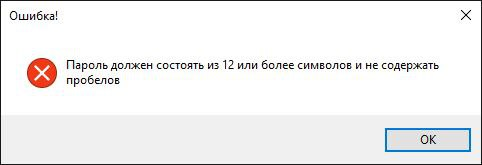 Ошибка!
Пароль должен состоять из 12 или более символов и не содержать
пробелов
OK